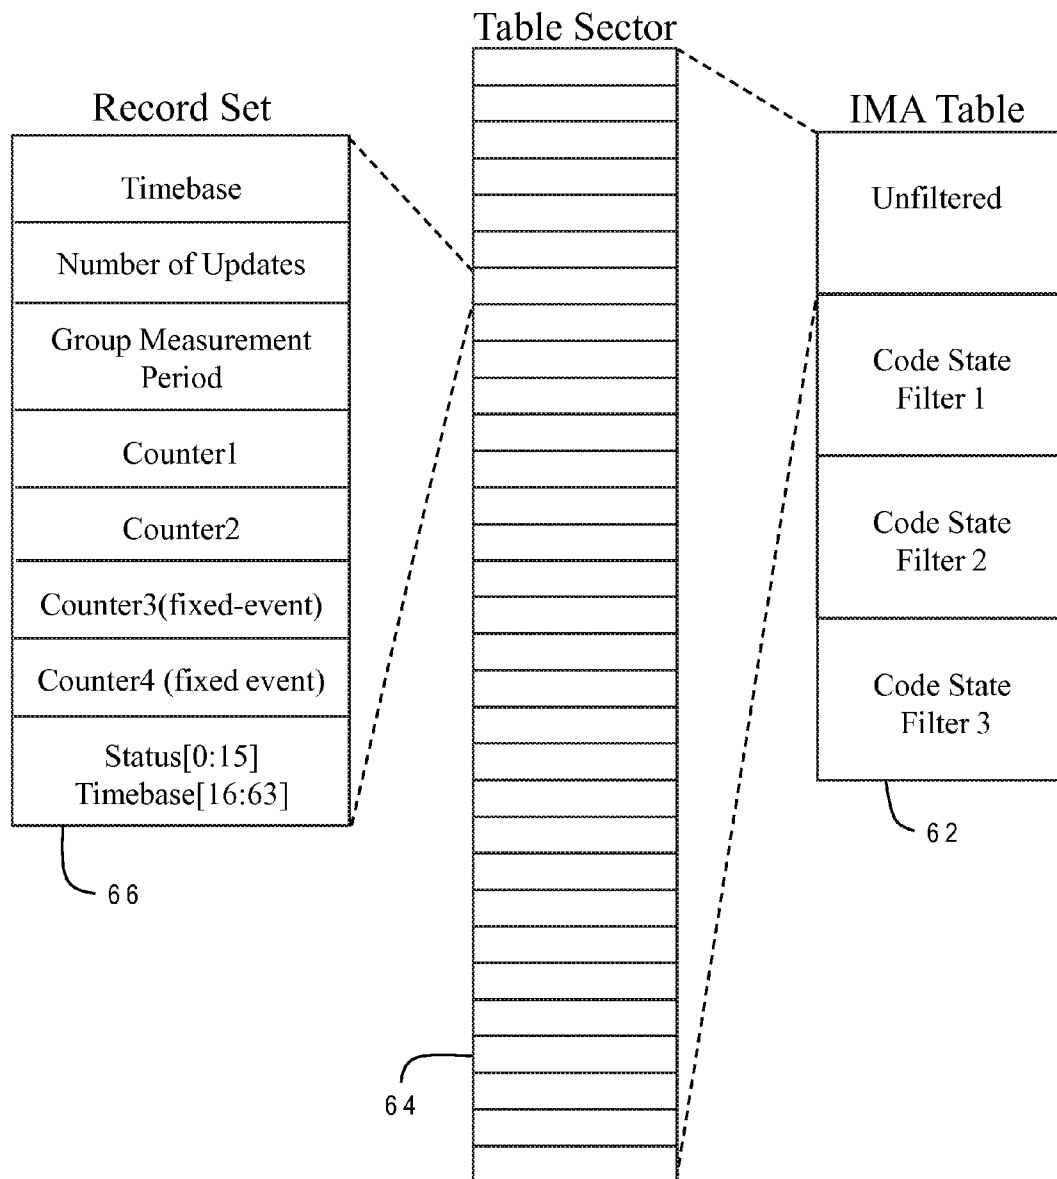 Table Sector
Record Set
IMA Table
Timebase
Number of Updates
Group Measurement
Period
Counter1
Counter2
Counter3(fixed-event)
Counter4 (fixed event)
Status[0:15]
Timebase[16:63]
66
64
Unfiltered
Code State
Filter 1
Code State
Filter 2
Code State
Filter 3
62